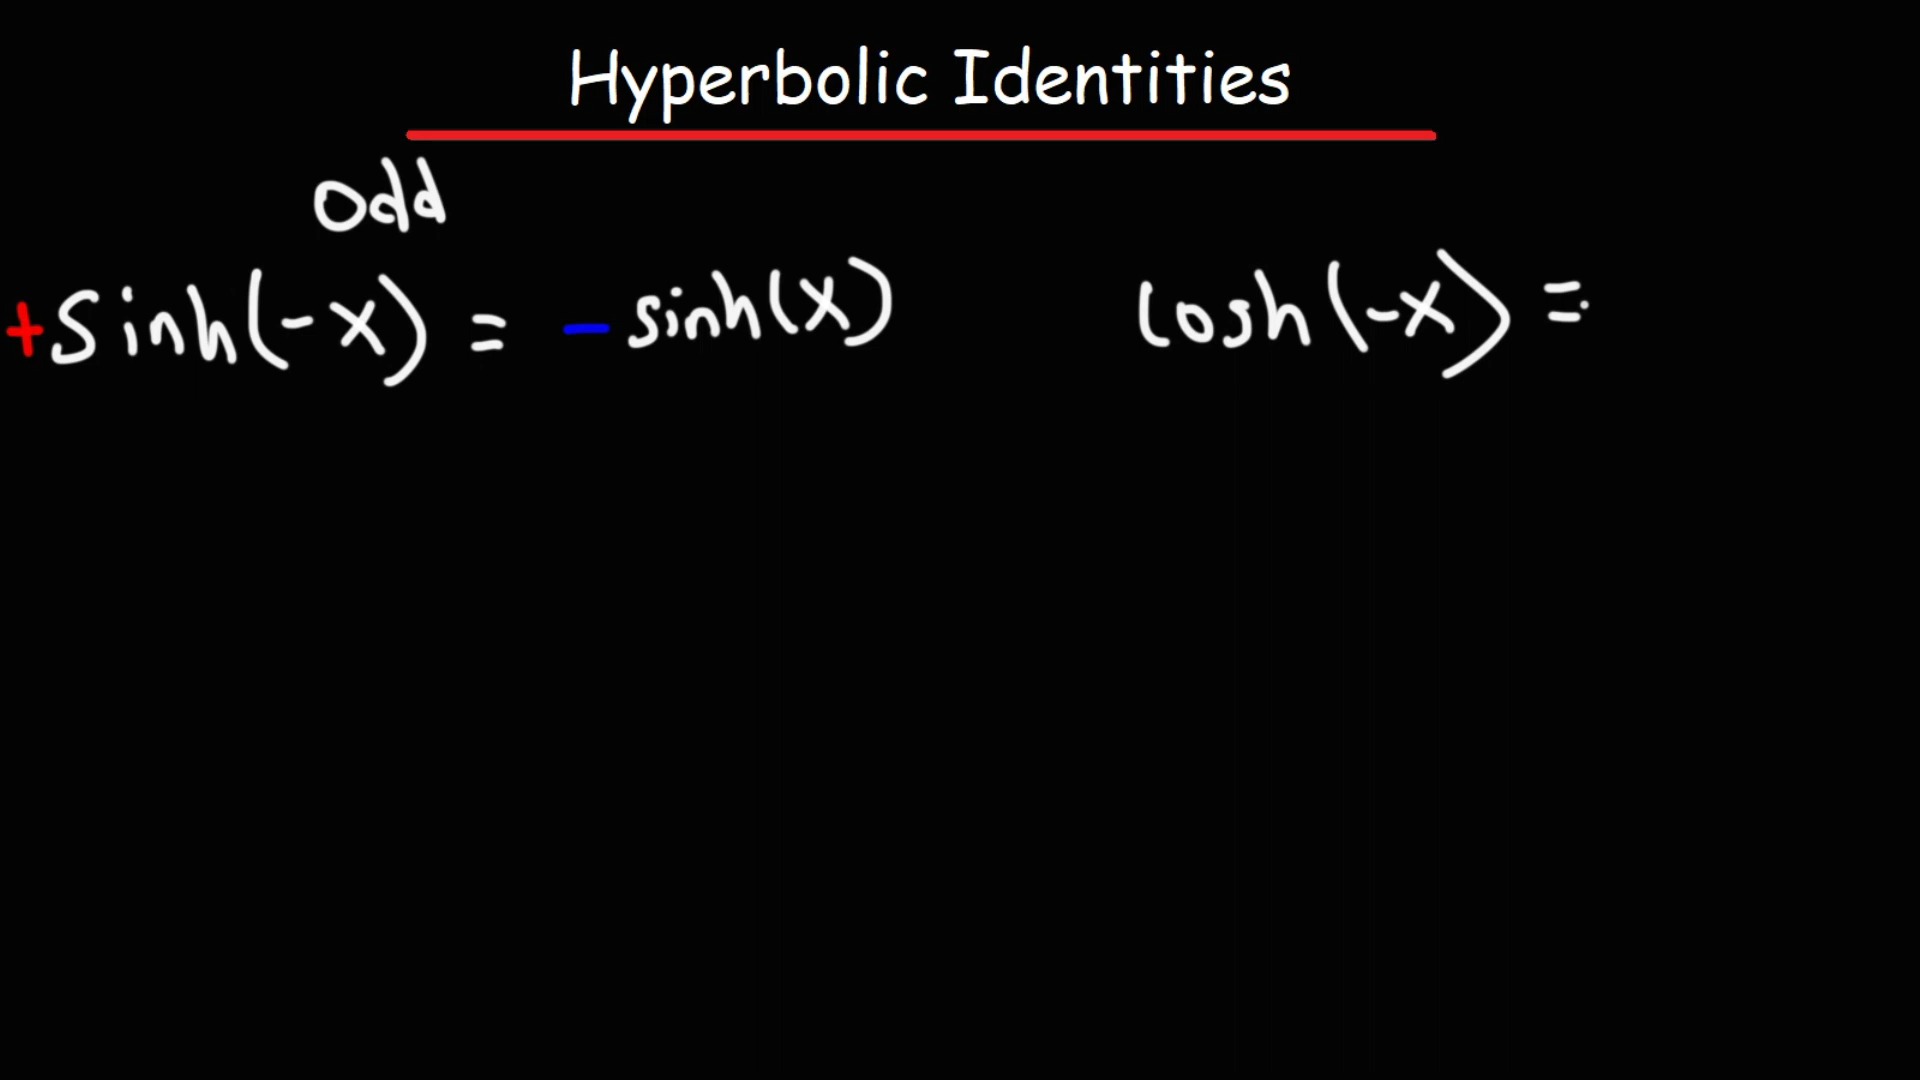 Hyperbolic Identities
Odd
+Sinh(-x) = -sinh(x)
Cosh(-x) =